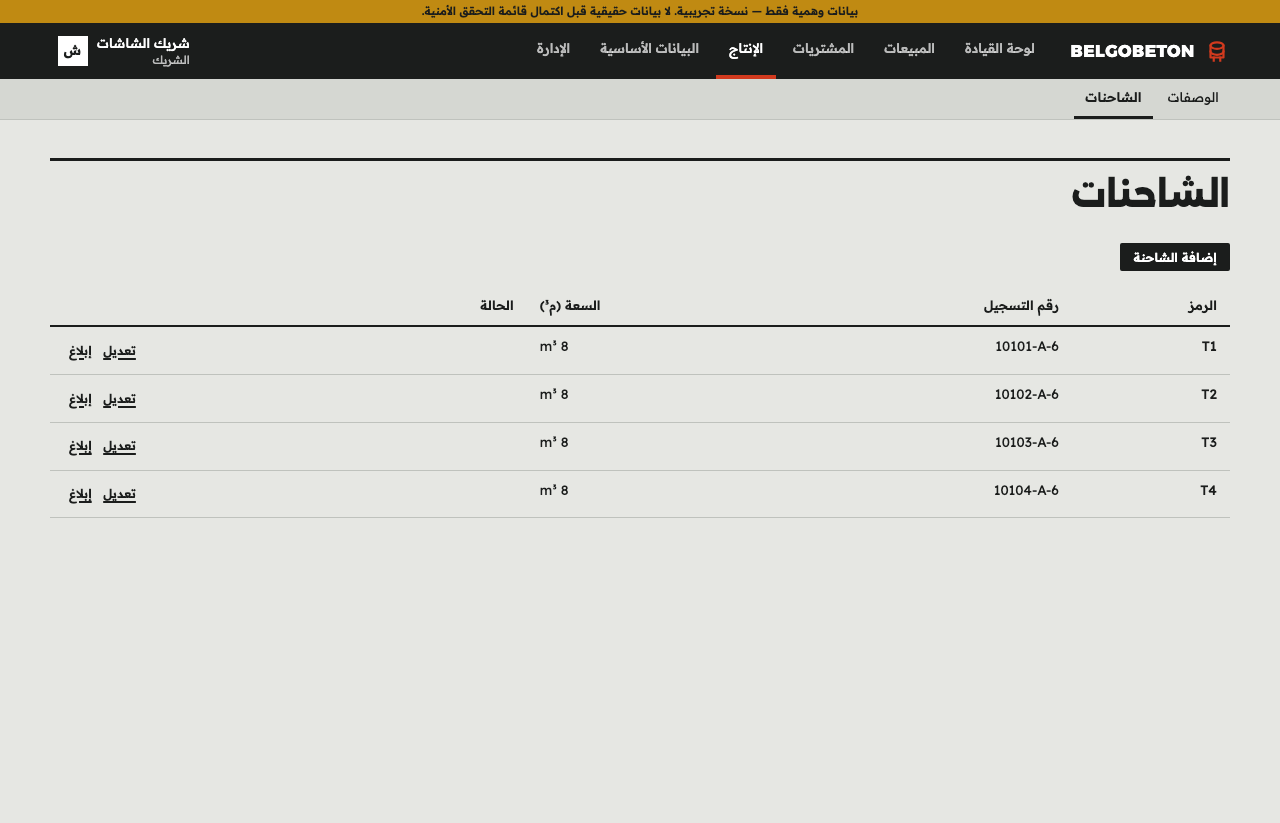 بيانات وهمية فقط — نسخة تجريبية. لا بيانات حقيقية قبل اكتمال قائمة التحقق الأمنية.
BELGOBETON لوحة القيادة المبيعات المشتريات الإنتاج البيانات الأساسية الإدارة شريك الشاشات ش
الشريك
الوصفات الشاحنات
الشاحنات
إضافة الشاحنة
الرمز رقم التسجيل السعة (م³) الحالة
T1 10101-A-6 8 m³ تعديل إبلاغ
T2 10102-A-6 8 m³ تعديل إبلاغ
T3 10103-A-6 8 m³ تعديل إبلاغ
T4 10104-A-6 8 m³ تعديل إبلاغ